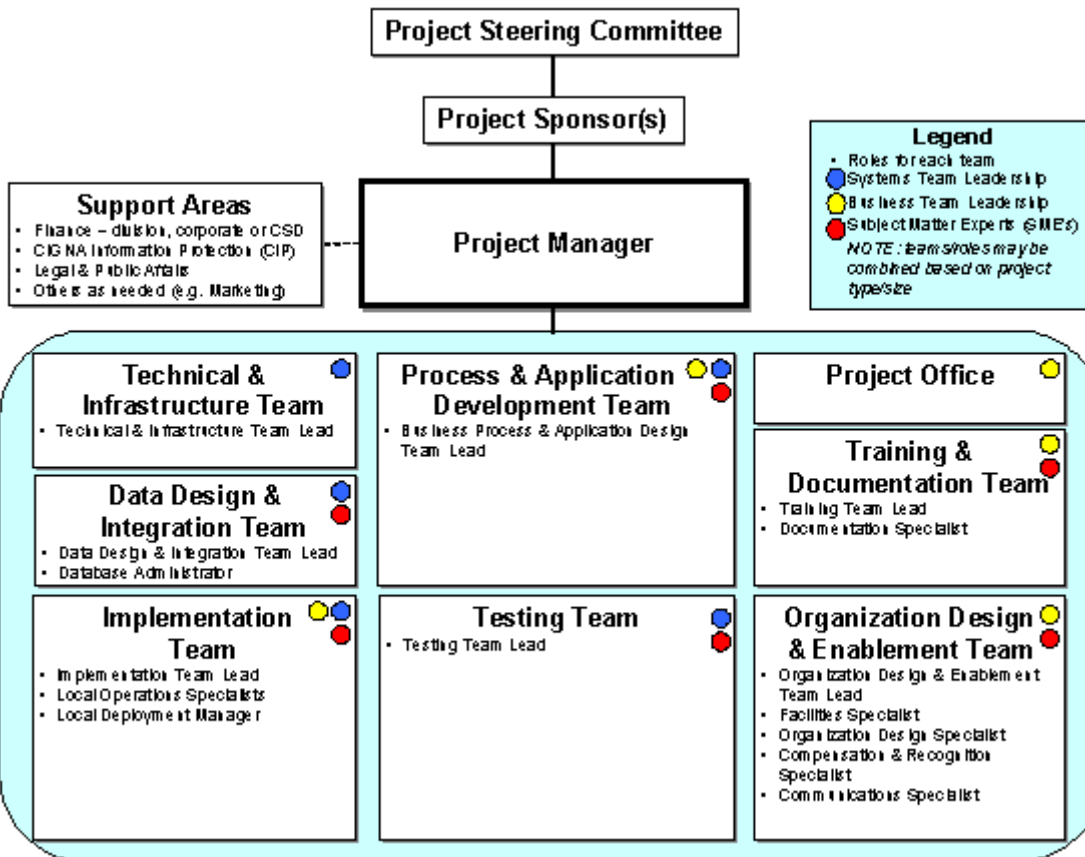 Project Steering Committee
Project Sponsor(s)
Project Manager
Support Areas
• Finance – division, corporate or CSD
• CIGNA Information Protection (CIP)
• Legal & Public Affairs
• Others as needed (e.g. Marketing)
Legend
• Roles for each team
Systems Team Leadership
Business Team Leadership
Subject Matter Experts (SMEs)
NOTE: teams/roles may be
combined based on project
type/size
Technical &
Infrastructure Team
• Technical & Infrastructure Team Lead
Data Design &
Integration Team
• Data Design & Integration Team Lead
• Database Administrator
Implementation
Team
• Implementation Team Lead
• Local Operations Specialists
• Local Deployment Manager
Process & Application
Development Team
• Business Process & Application Design
Team Lead
Testing Team
• Testing Team Lead
Project Office
Training &
Documentation Team
• Training Team Lead
• Documentation Specialist
Organization Design
& Enablement Team
• Organization Design & Enablement
Team Lead
• Facilities Specialist
• Organization Design Specialist
• Compensation & Recognition
Specialist
• Communications Specialist